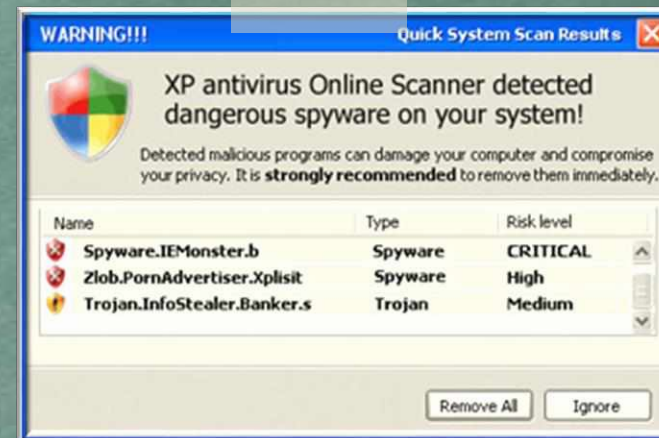 WARNING!!! Quick System Scan Results
XP antivirus Online Scanner detected
dangerous spyware on your system!
Detected malicious programs can damage your computer and compromise
your privacy. It is strongly recommended to remove them immediately.
Name Type Risk level
Spyware.IEMonster.b Spyware CRITICAL
Zlob.PornAdvertiser.Xplisit Spyware High
Trojan.InfoStealer.Banker.s Trojan Medium
Remove All Ignore